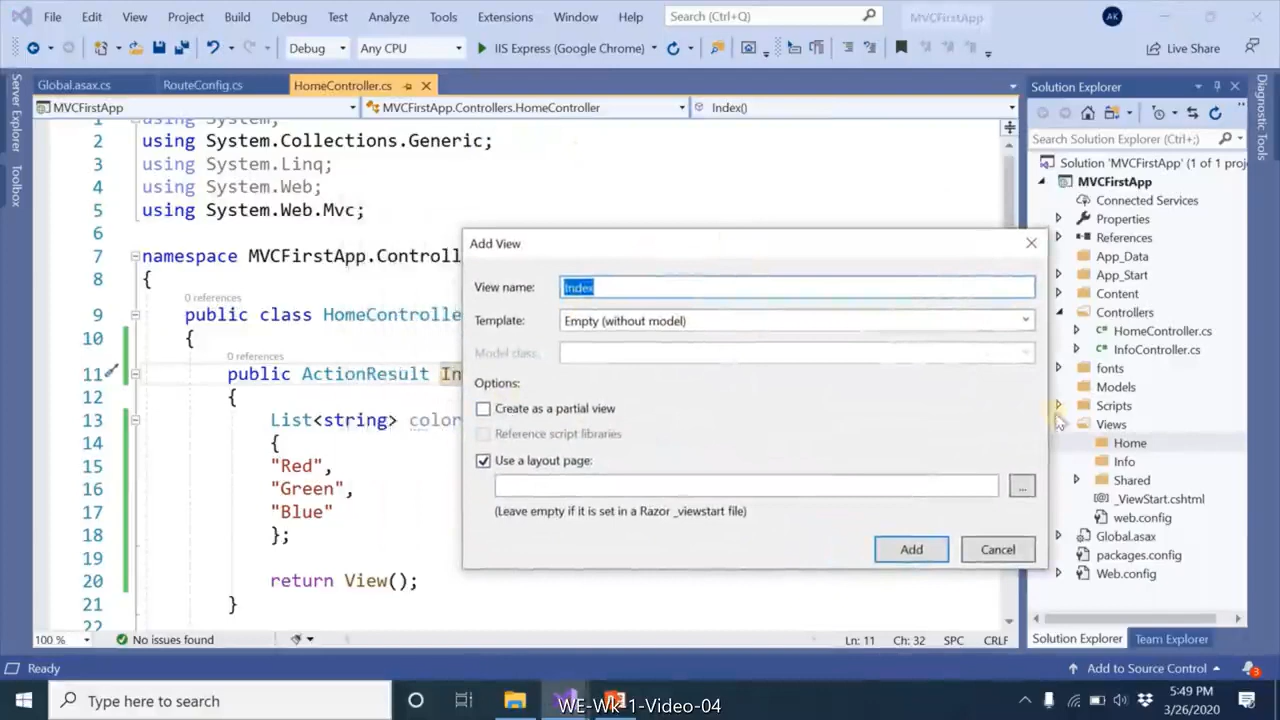 File Edit View Project Build Debug Test Analyze Tools Extensions Window Help Search (Ctrl+Q) MVCFirstApp AK
Debug Any CPU IIS Express (Google Chrome) Live Share
Server Explorer
Toolbox
Global.asax.cs RouteConfig.cs HomeController.cs
MVCFirstApp MVCFirstApp.Controllers.HomeController Index()
1 using System;
2 using System.Collections.Generic;
3 using System.Linq;
4 using System.Web;
5 using System.Web.Mvc;
6
7 namespace MVCFirstApp.Controll
8 {
0 references
9 public class HomeControlle
10 {
0 references
11 public ActionResult In
12 {
13 List<string> color
14 {
15 "Red",
16 "Green",
17 "Blue"
18 };
19
20 return View();
21 }
22
100 % No issues found Ln: 11 Ch: 32 SPC CRLF
Add View
View name: Index
Template: Empty (without model)
Model class:
Options:
Create as a partial view
Reference script libraries
Use a layout page:
...
(Leave empty if it is set in a Razor _viewstart file)
Add Cancel
Solution Explorer
Search Solution Explorer (Ctrl+;)
Solution 'MVCFirstApp' (1 of 1 proj
MVCFirstApp
Connected Services
Properties
References
App_Data
App_Start
Content
Controllers
HomeController.cs
InfoController.cs
fonts
Models
Scripts
Views
Home
Info
Shared
_ViewStart.cshtml
web.config
Global.asax
packages.config
Web.config
Solution Explorer Team Explorer
Diagnostic Tools
Ready Add to Source Control 3
Type here to search
WE-Wk-1-Video-04
5:49 PM
3/26/2020